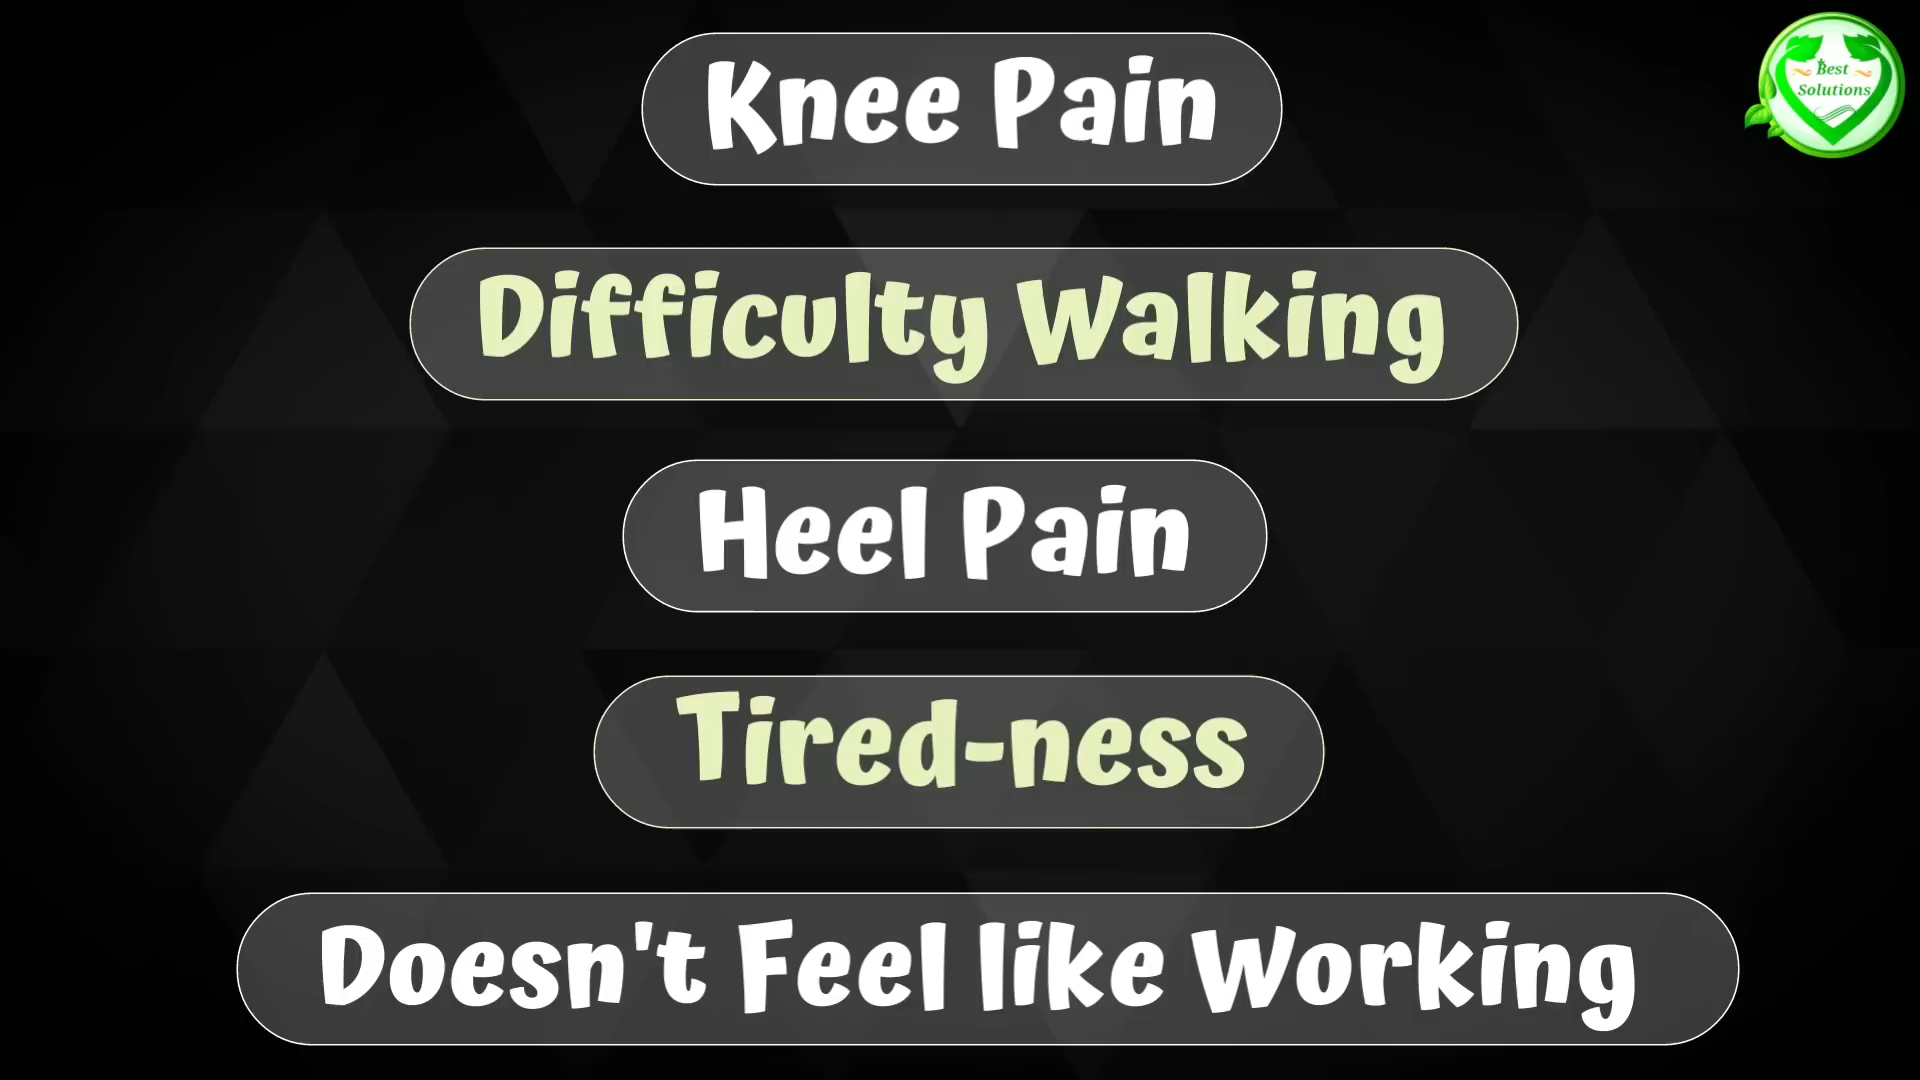 Knee Pain
Best
Solutions
Difficulty Walking
Heel Pain
Tired-ness
Doesn't Feel like Working